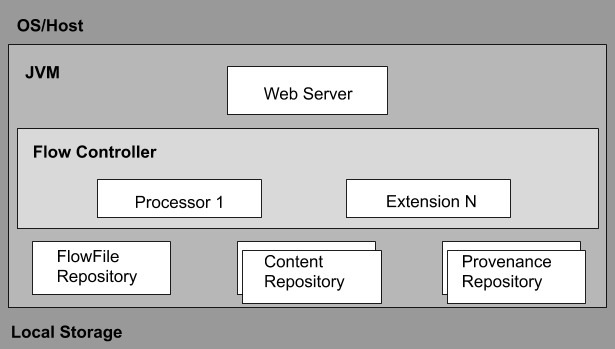 OS/Host
JVM
Web Server
Flow Controller
Processor 1
Extension N
FlowFile
Repository
Content
Repository
Provenance
Repository
Local Storage